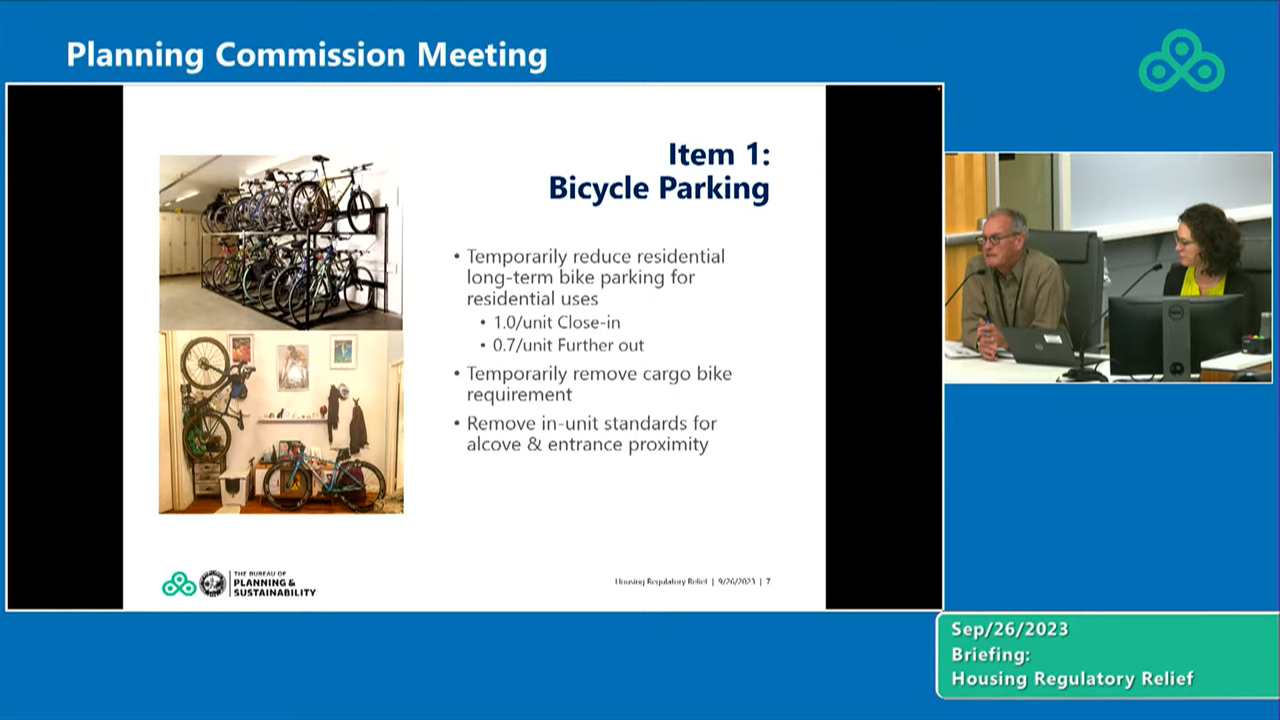 Planning Commission Meeting
Item 1:
Bicycle Parking
• Temporarily reduce residential
long-term bike parking for
residential uses
• 1.0/unit Close-in
• 0.7/unit Further out
• Temporarily remove cargo bike
requirement
• Remove in-unit standards for
alcove & entrance proximity
THE BUREAU OF
PLANNING &
SUSTAINABILITY
Housing Regulatory Relief | 9/26/2023 | 7
DELL
Sep/26/2023
Briefing:
Housing Regulatory Relief